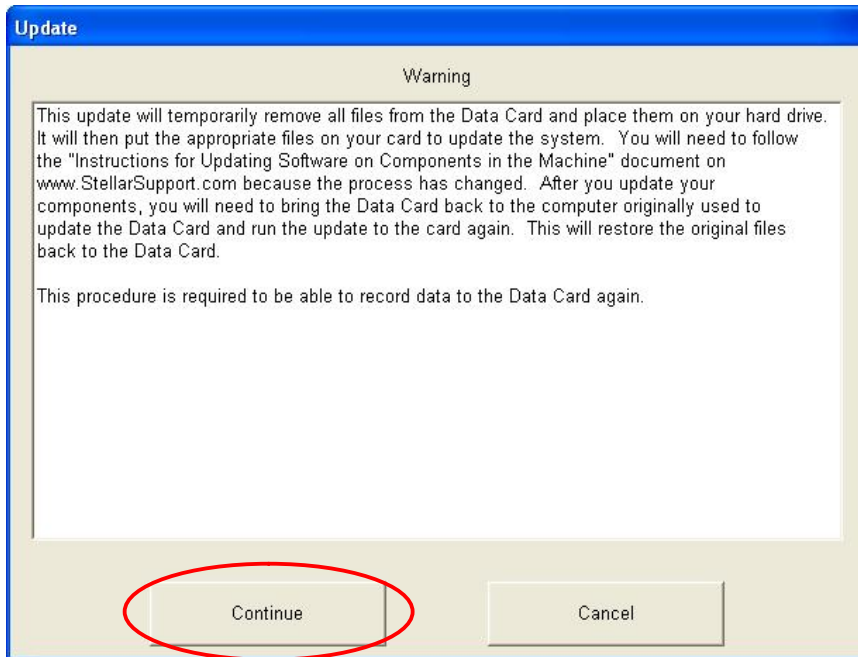 Update
Warning
This update will temporarily remove all files from the Data Card and place them on your hard drive.
It will then put the appropriate files on your card to update the system.  You will need to follow
the "Instructions for Updating Software on Components in the Machine" document on
www.StellarSupport.com because the process has changed.  After you update your
components, you will need to bring the Data Card back to the computer originally used to
update the Data Card and run the update to the card again.  This will restore the original files
back to the Data Card.
This procedure is required to be able to record data to the Data Card again.
Continue
Cancel